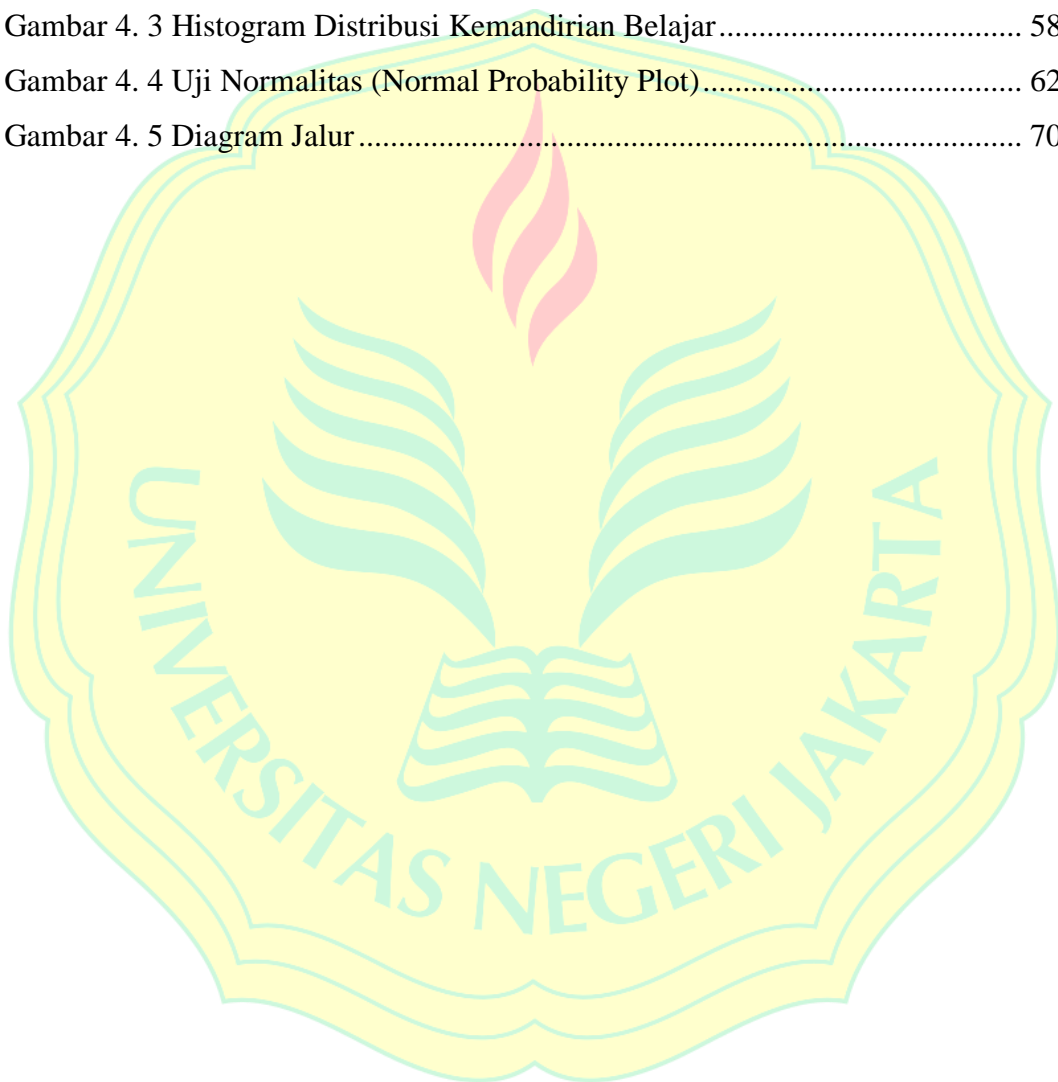 Gambar 4. 3 Histogram Distribusi Kemandirian Belajar...................................... 58
Gambar 4. 4 Uji Normalitas (Normal Probability Plot)........................................ 62
Gambar 4. 5 Diagram Jalur ................................................................................... 70
UNIVERSITAS NEGERI JAKARTA